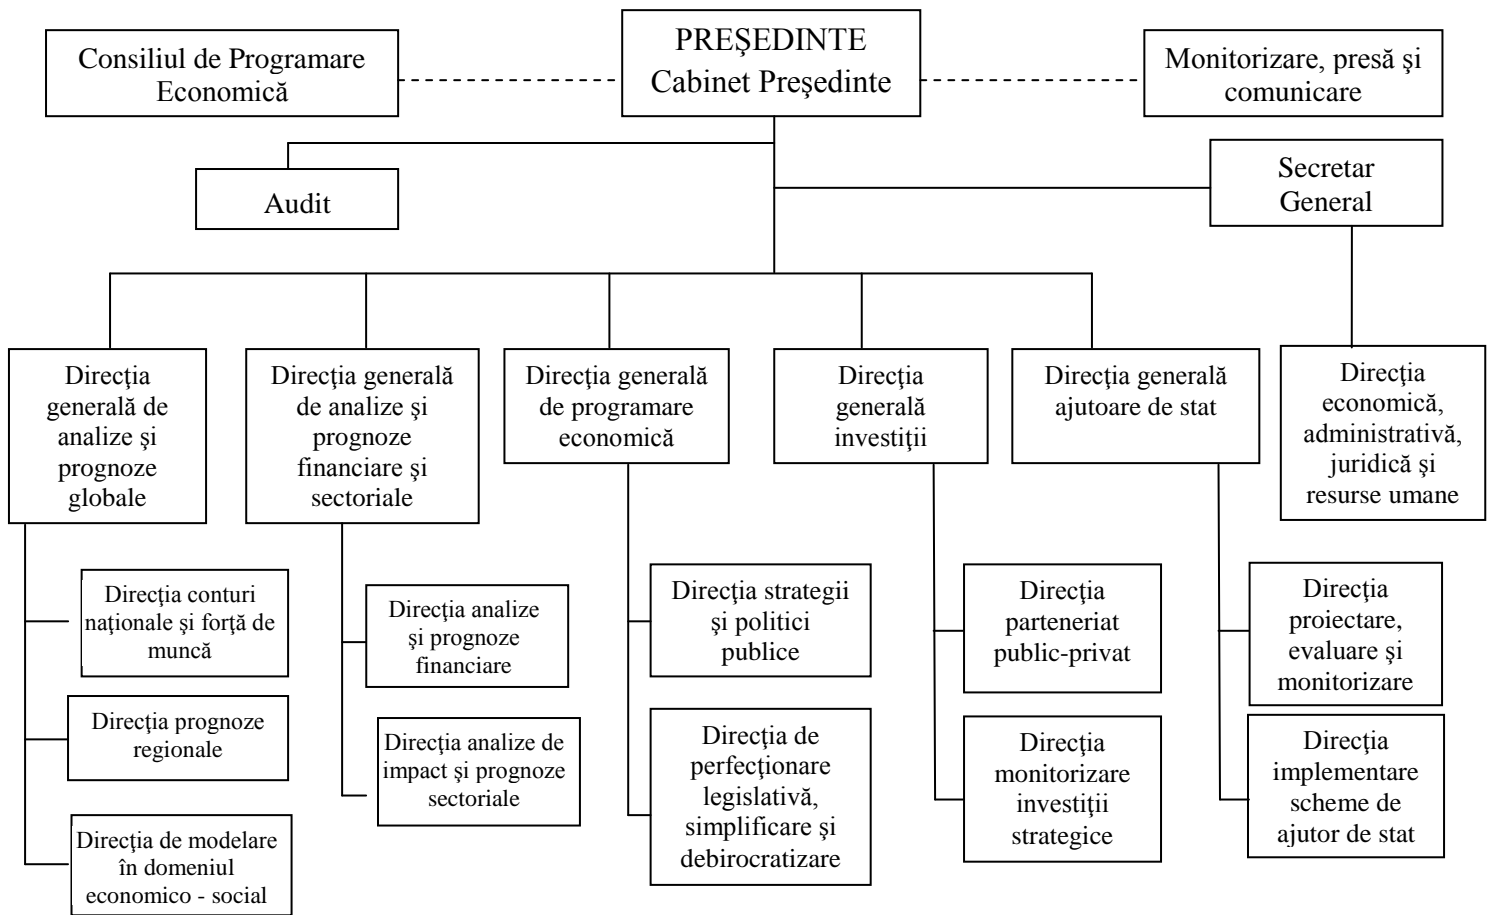 PREŞEDINTE
Cabinet Preşedinte
Consiliul de Programare
Economică
Monitorizare, presă şi
comunicare
Audit
Secretar
General
Direcţia
generală de
analize şi
prognoze
globale
Direcţia generală
de analize şi
prognoze
financiare şi
sectoriale
Direcţia generală
de programare
economică
Direcţia
generală
investiţii
Direcţia generală
ajutoare de stat
Direcţia
economică,
administrativă,
juridică şi
resurse umane
Direcţia conturi
naţionale şi forţă de
muncă
Direcţia prognoze
regionale
Direcţia de modelare
în domeniul
economico - social
Direcţia analize
şi prognoze
financiare
Direcţia analize de
impact şi prognoze
sectoriale
Direcţia strategii
şi politici
publice
Direcţia de
perfecţionare
legislativă,
simplificare şi
debirocratizare
Direcţia
parteneriat
public-privat
Direcţia
monitorizare
investiţii
strategice
Direcţia
proiectare,
evaluare şi
monitorizare
Direcţia
implementare
scheme de
ajutor de stat